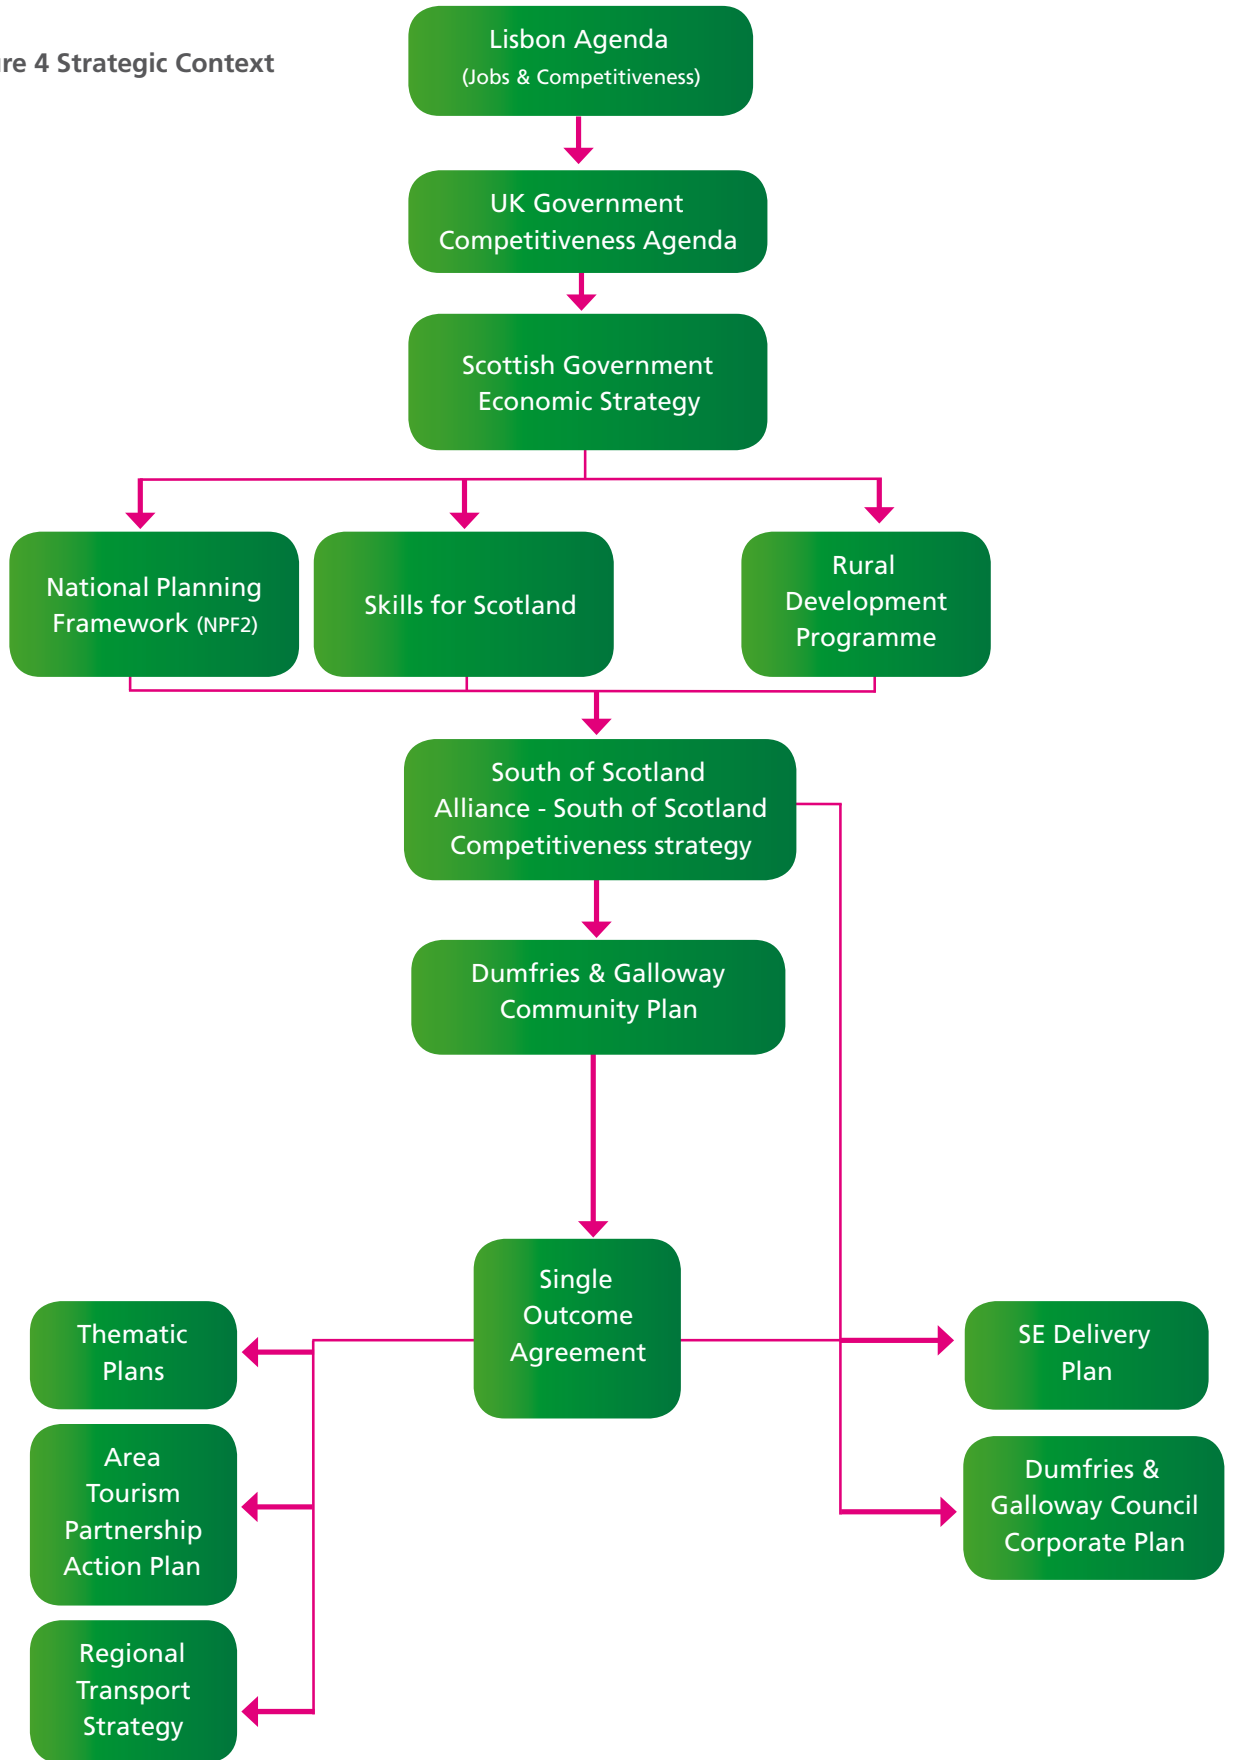 re 4 Strategic Context
Lisbon Agenda
(Jobs & Competitiveness)
UK Government
Competitiveness Agenda
Scottish Government
Economic Strategy
National Planning
Framework (NPF2)
Skills for Scotland
Rural
Development
Programme
South of Scotland
Alliance - South of Scotland
Competitiveness strategy
Dumfries & Galloway
Community Plan
Single
Outcome
Agreement
Thematic
Plans
Area
Tourism
Partnership
Action Plan
Regional
Transport
Strategy
SE Delivery
Plan
Dumfries &
Galloway Council
Corporate Plan